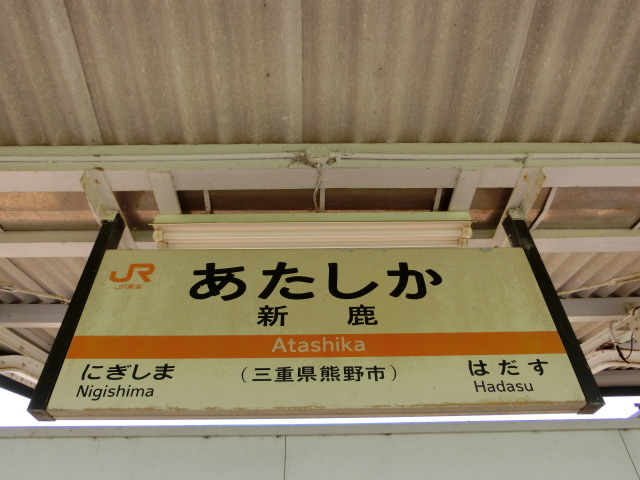 JR
JR東海
あたしか
新鹿
Atashika
にぎしま
Nigishima
(三重県熊野市)
はだす
Hadasu